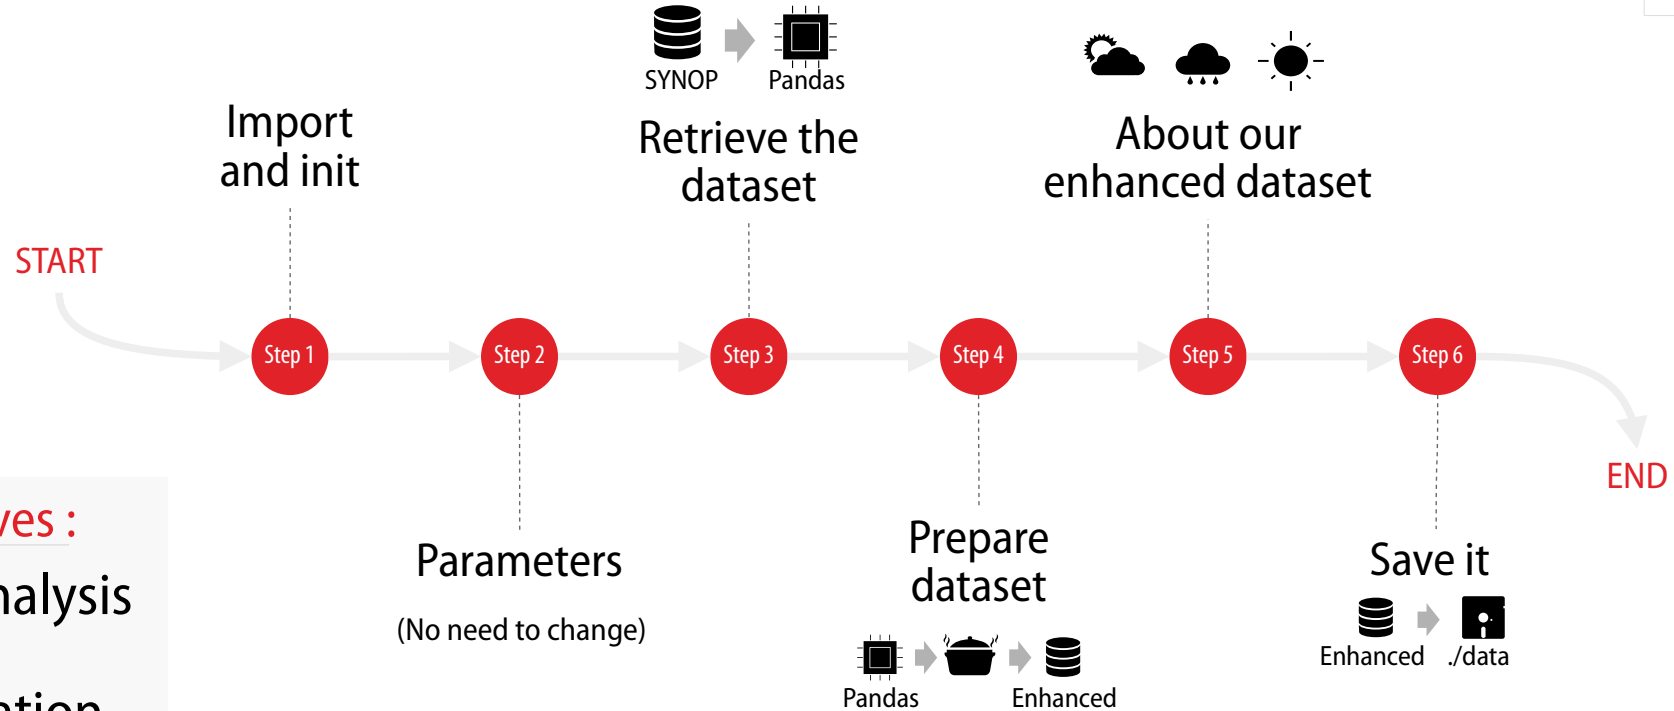 START
Step 1
Import
and init
Step 2
Parameters
(No need to change)
Step 3
SYNOP
Pandas
Retrieve the
dataset
Step 4
Prepare
dataset
Pandas
Enhanced
Step 5
About our
enhanced dataset
Step 6
Save it
Enhanced
./data
END
ves :
nalysis